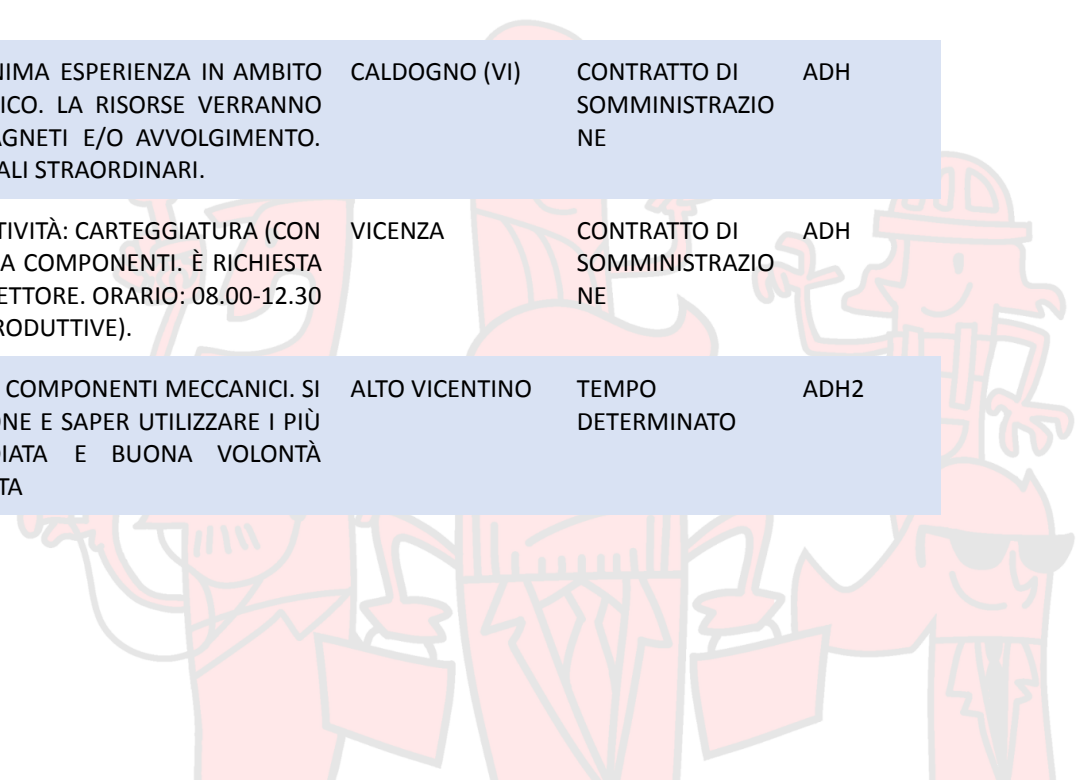 NIMA ESPERIENZA IN AMBITO
ICO. LA RISORSE VERRANNO
AGNETI E/O AVVOLGIMENTO.
ALI STRAORDINARI.
CALDOGNO (VI)
CONTRATTO DI
SOMMINISTRAZIO
NE
ADH
TIVITÀ: CARTEGGIATURA (CON
A COMPONENTI. È RICHIESTA
ETTORE. ORARIO: 08.00-12.30
RODUTTIVE).
VICENZA
CONTRATTO DI
SOMMINISTRAZIO
NE
ADH
COMPONENTI MECCANICI. SI
ONE E SAPER UTILIZZARE I PIÙ
DIATA E BUONA VOLONTÀ
TA
ALTO VICENTINO
TEMPO
DETERMINATO
ADH2